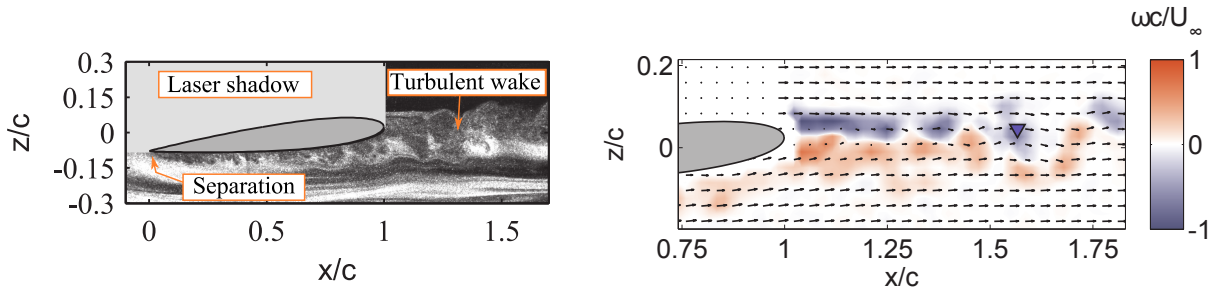 0.3
0.15
0
-0.15
-0.3
z/c
Laser shadow
Turbulent wake
Separation
0
0.5
1
1.5
x/c
0.2
0
z/c
0.75
1
1.25
1.5
1.75
x/c
ωc/U∞
1
0
-1